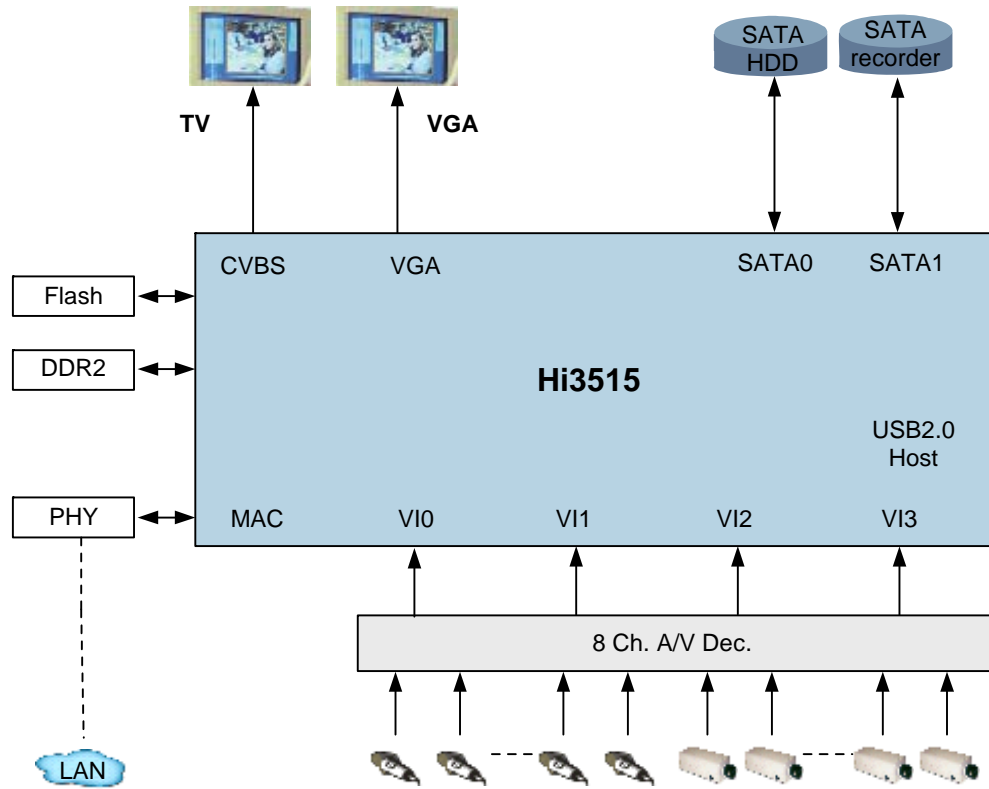 SATA
HDD
SATA
recorder
TV
VGA
CVBS
VGA
SATA0
SATA1
Flash
DDR2
Hi3515
USB2.0
Host
PHY
MAC
VI0
VI1
VI2
VI3
8 Ch. A/V Dec.
LAN